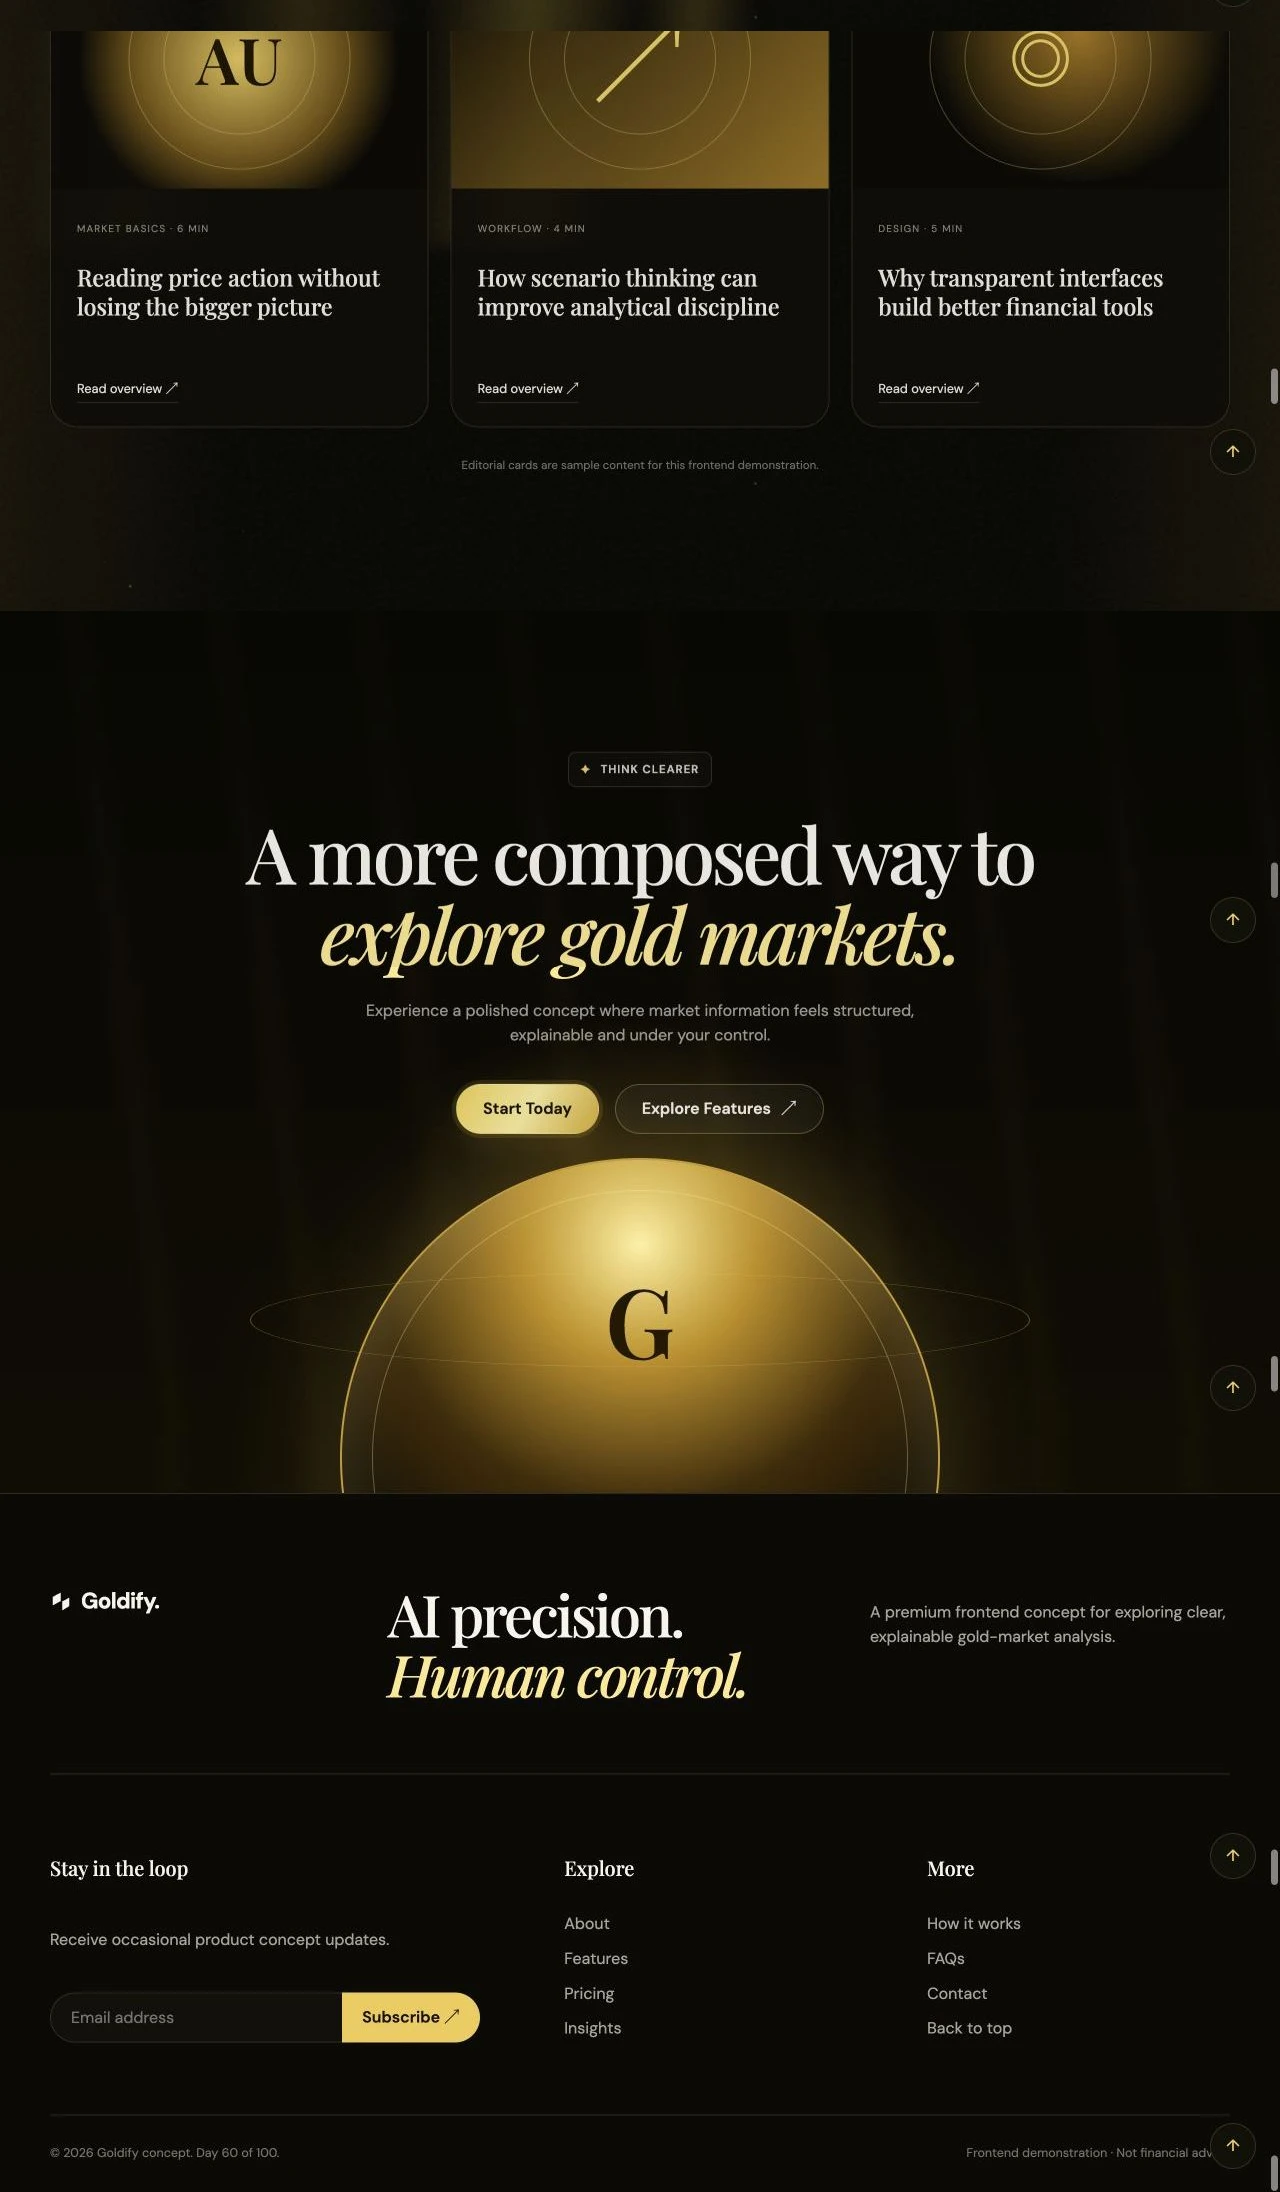 AU
MARKET BASICS · 6 MIN
Reading price action without
losing the bigger picture
Read overview ↗
WORKFLOW · 4 MIN
How scenario thinking can
improve analytical discipline
Read overview ↗
DESIGN · 5 MIN
Why transparent interfaces
build better financial tools
Read overview ↗
Editorial cards are sample content for this frontend demonstration.
✦ THINK CLEARER
A more composed way to
explore gold markets.
Experience a polished concept where market information feels structured,
explainable and under your control.
Start Today
Explore Features ↗
G
Goldify.
AI precision.
Human control.
A premium frontend concept for exploring clear,
explainable gold-market analysis.
Stay in the loop
Receive occasional product concept updates.
Email address
Subscribe ↗
Explore
About
Features
Pricing
Insights
More
How it works
FAQs
Contact
Back to top
© 2026 Goldify concept. Day 60 of 100.
Frontend demonstration · Not financial